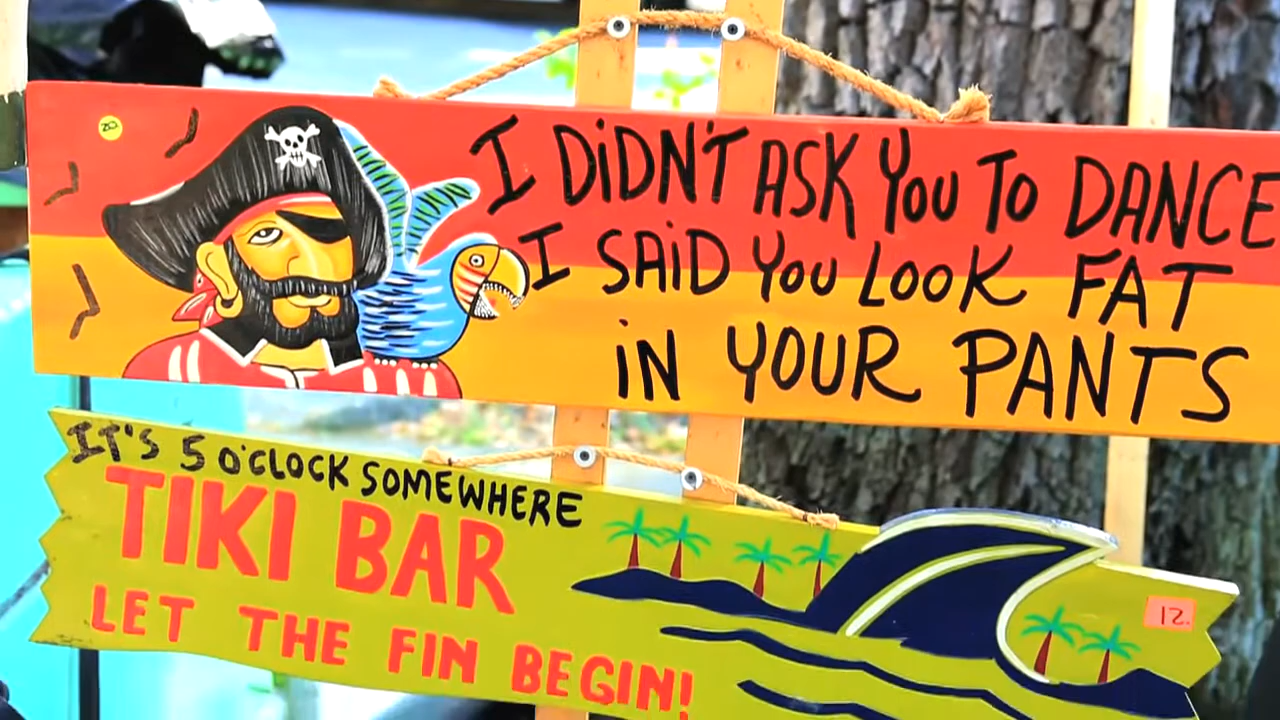 20
I DiDN'T ASK You To DANCE
I SAiD You LooK FAT
iN YOUR PANTS
IT'S 5 O'CLOCK SOMEWHERE
TIKI BAR
LET THE FIN BEGIN!
12.